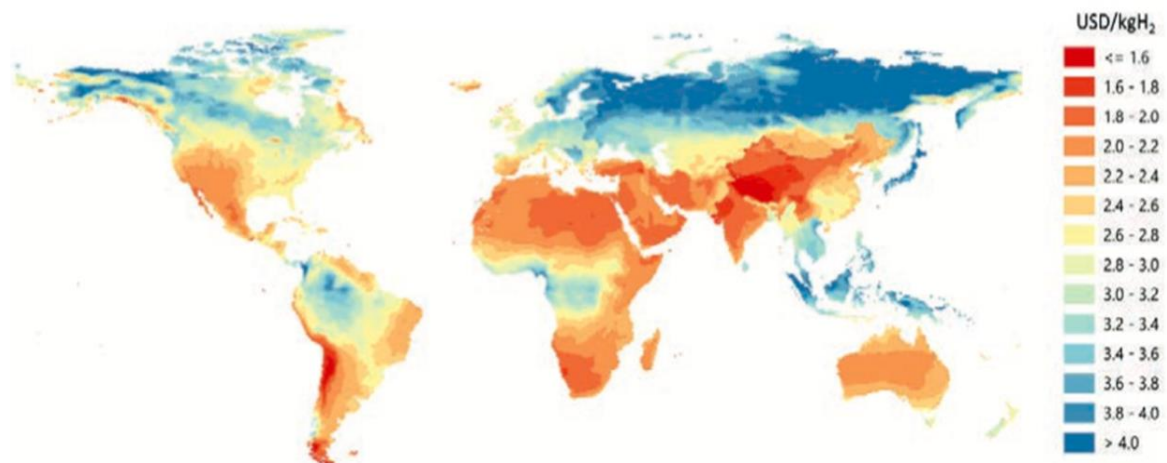 USD/kgH₂
<= 1.6
1.6 - 1.8
1.8 - 2.0
2.0 - 2.2
2.2 - 2.4
2.4 - 2.6
2.6 - 2.8
2.8 - 3.0
3.0 - 3.2
3.2 - 3.4
3.4 - 3.6
3.6 - 3.8
3.8 - 4.0
> 4.0